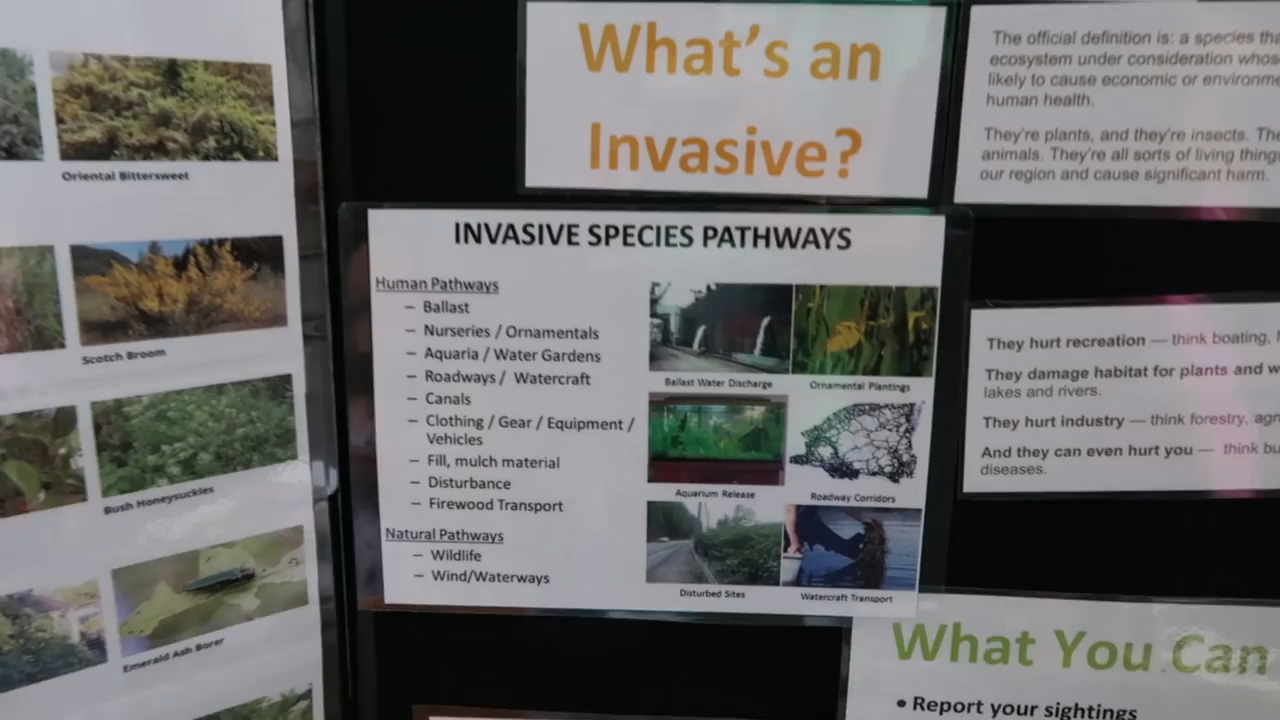 Oriental Bittersweet
Scotch Broom
Bush Honeysuckles
Emerald Ash Borer
What's an
Invasive?
INVASIVE SPECIES PATHWAYS
Human Pathways
– Ballast
– Nurseries / Ornamentals
– Aquaria / Water Gardens
– Roadways / Watercraft
– Canals
– Clothing / Gear / Equipment /
Vehicles
– Fill, mulch material
– Disturbance
– Firewood Transport
Natural Pathways
– Wildlife
– Wind/Waterways
Ballast Water Discharge
Ornamental Plantings
Aquarium Release
Roadway Corridors
Disturbed Sites
Watercraft Transport
The official definition is: a species tha
ecosystem under consideration whos
likely to cause economic or environme
human health.
They're plants, and they're insects. The
animals. They're all sorts of living thing
our region and cause significant harm.
They hurt recreation — think boating,
They damage habitat for plants and w
lakes and rivers.
They hurt industry — think forestry, agr
And they can even hurt you — think bu
diseases.
What You Can
• Report your sightings